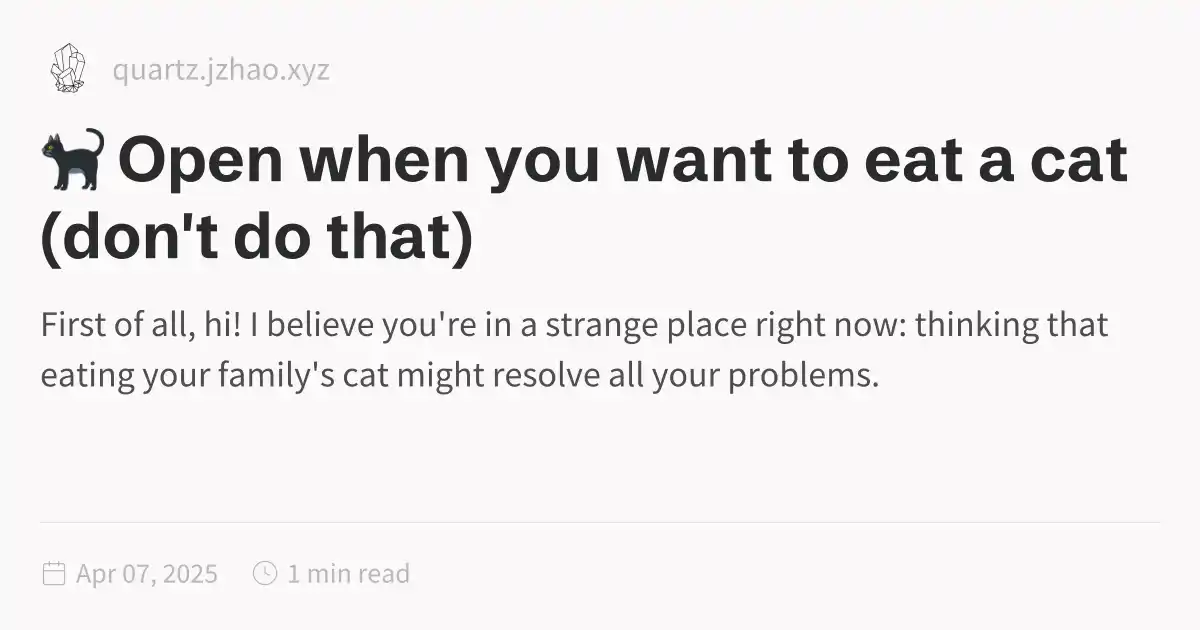 quartz.jzhao.xyz
🐈‍⬛ Open when you want to eat a cat
(don't do that)
First of all, hi! I believe you're in a strange place right now: thinking that
eating your family's cat might resolve all your problems.
Apr 07, 2025 1 min read